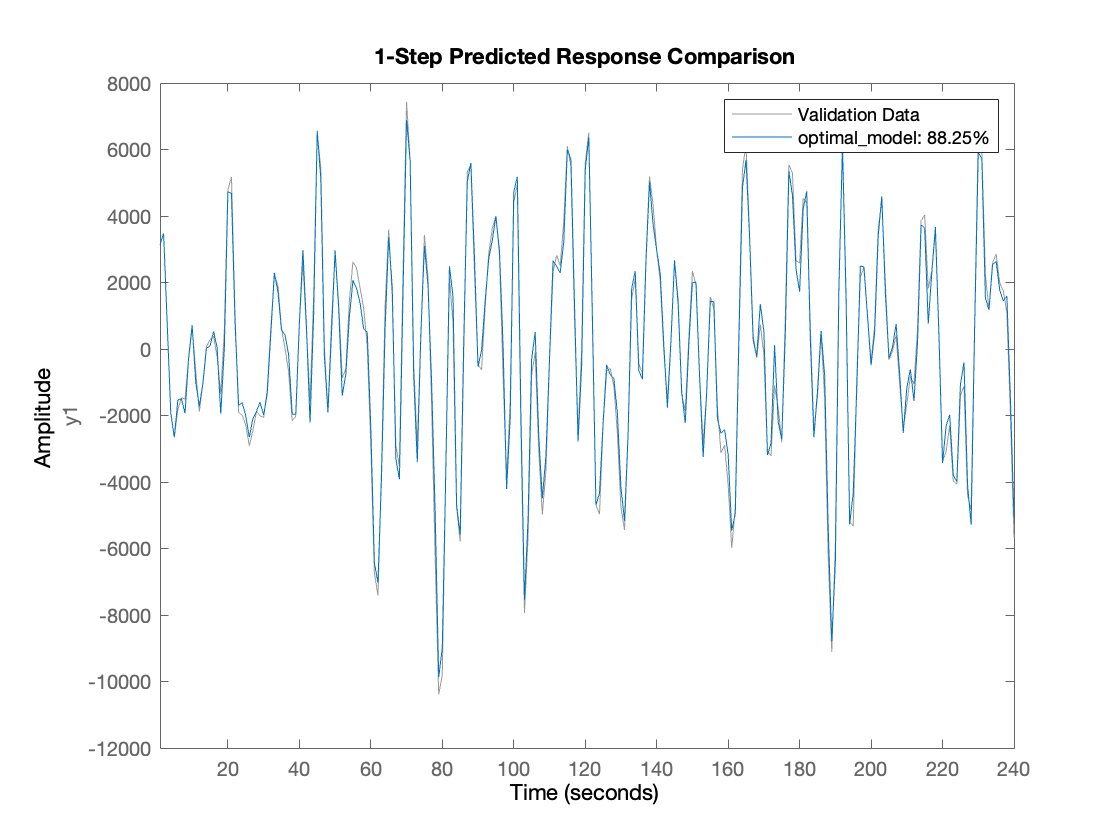 1-Step Predicted Response Comparison
8000
6000
4000
2000
0
-2000
-4000
-6000
-8000
-10000
-12000
Amplitude
y1
Validation Data
optimal_model: 88.25%
20 40 60 80 100 120 140 160 180 200 220 240
Time (seconds)